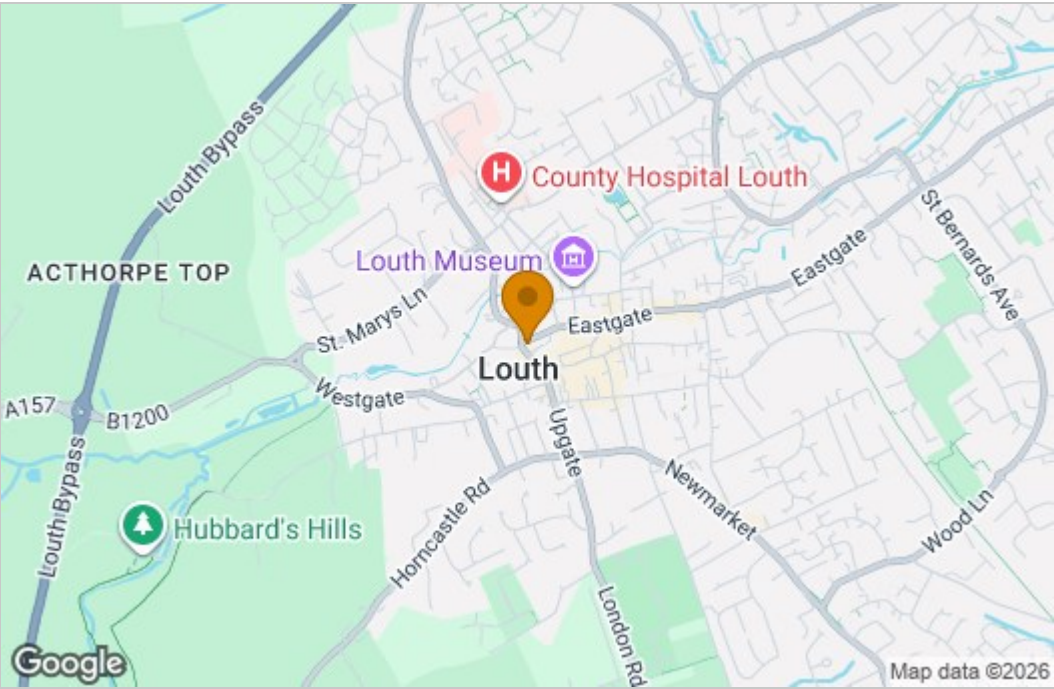 Louth Bypass
H
County Hospital Louth
St Bernards Ave
Louth Museum
Eastgate
ACTHORPE TOP
St. Marys Ln
Eastgate
Louth
Westgate
A157
B1200
Upgate
Louth Bypass
Newmarket
Horncastle Rd
Wood Ln
Hubbard's Hills
London Rd
Google
Map data ©2026